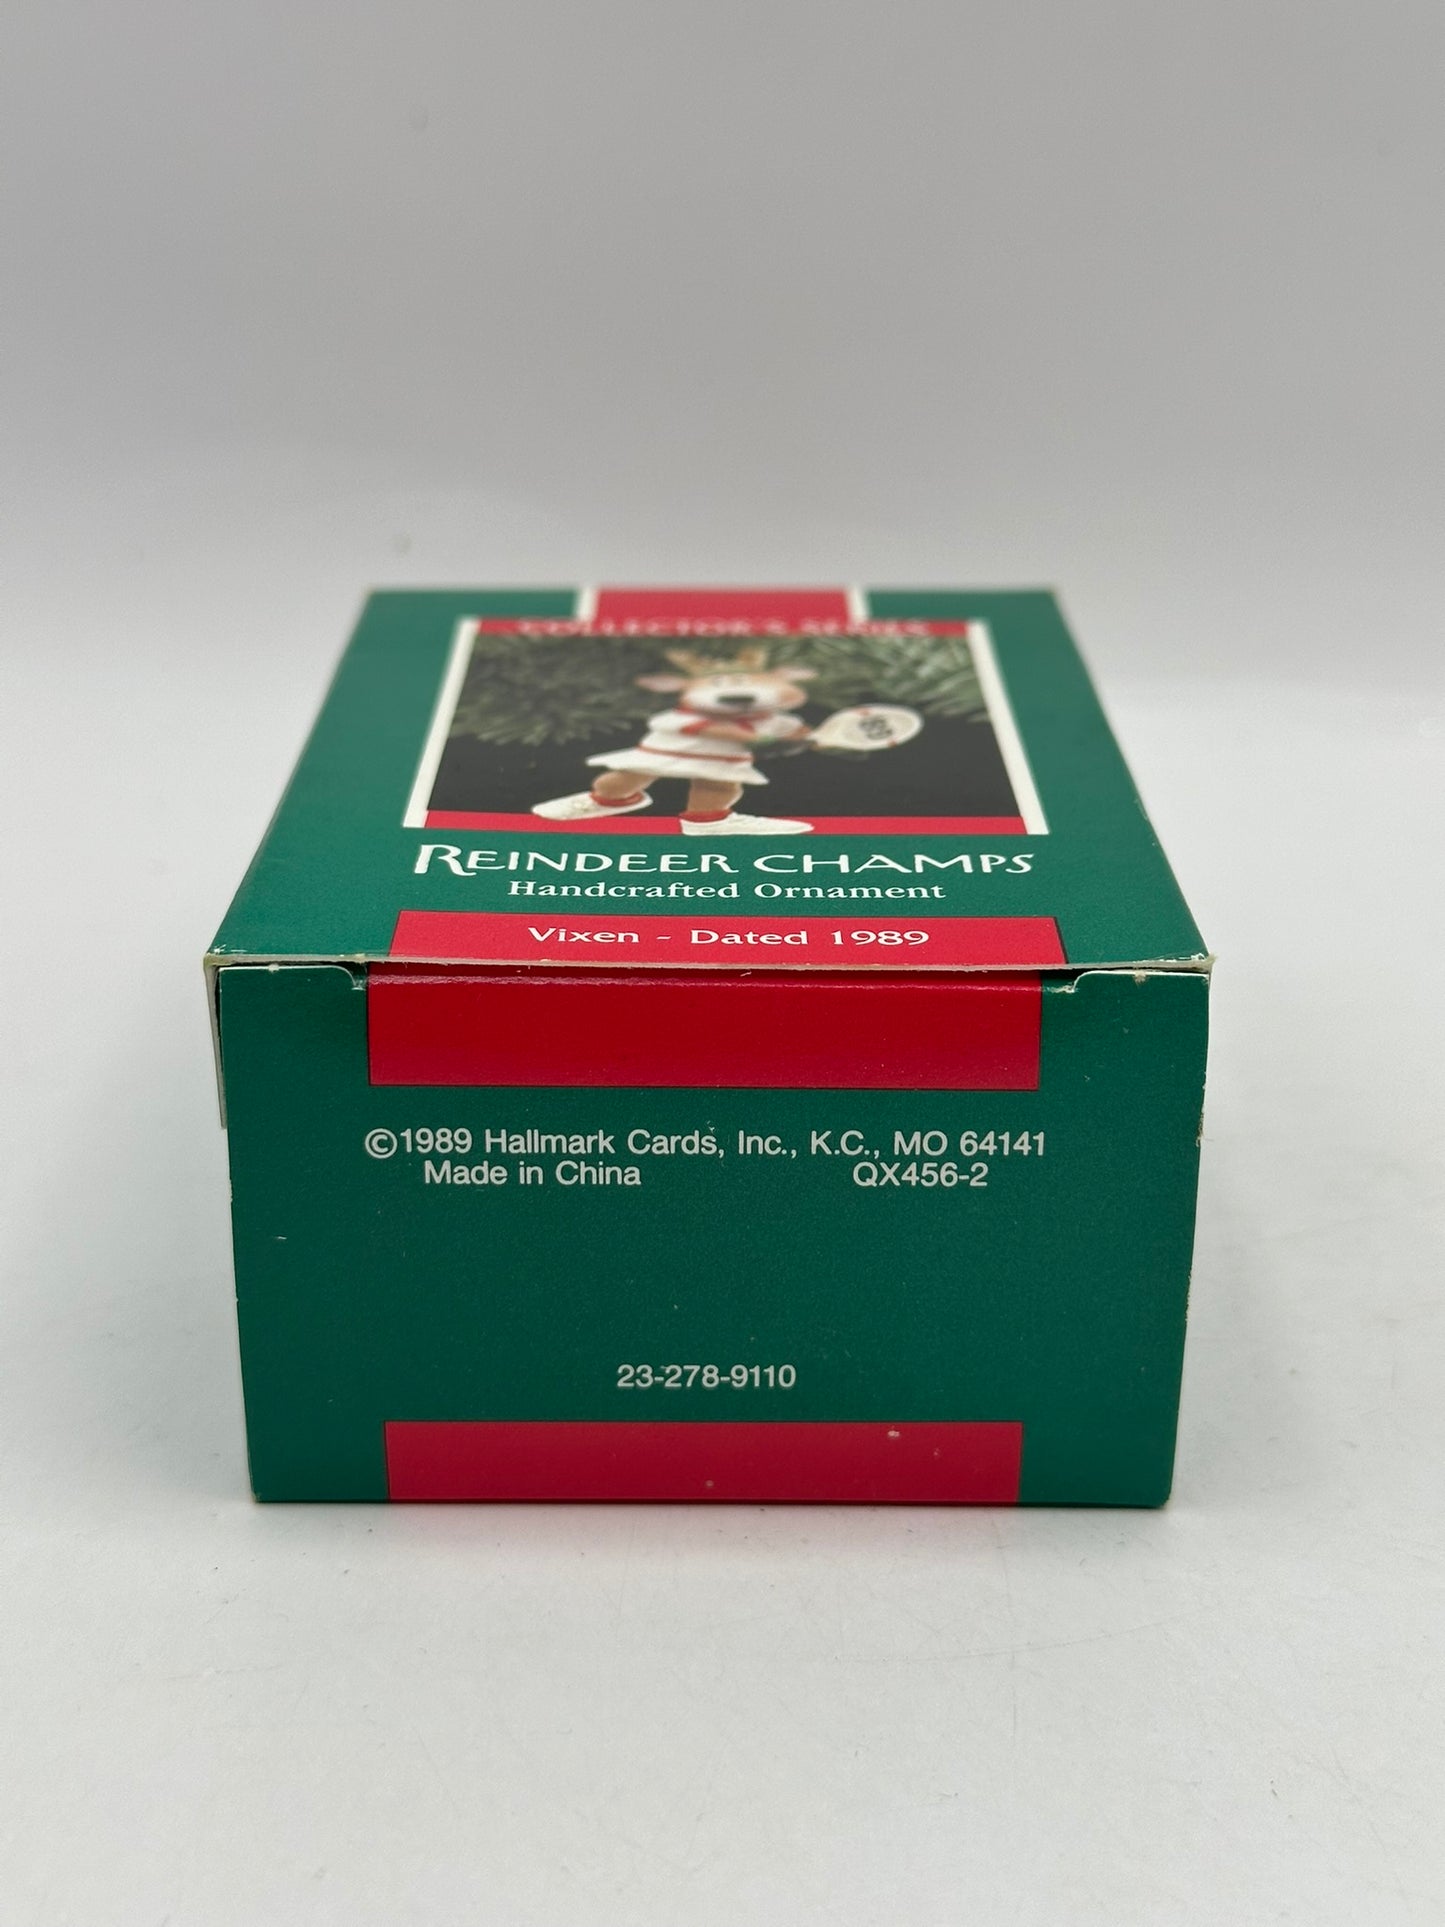 COLLECTOR'S SERIES
REINDEER CHAMPS
Handcrafted Ornament
Vixen - Dated 1989
©1989 Hallmark Cards, Inc., K.C., MO 64141
Made in China QX456-2
23-278-9110